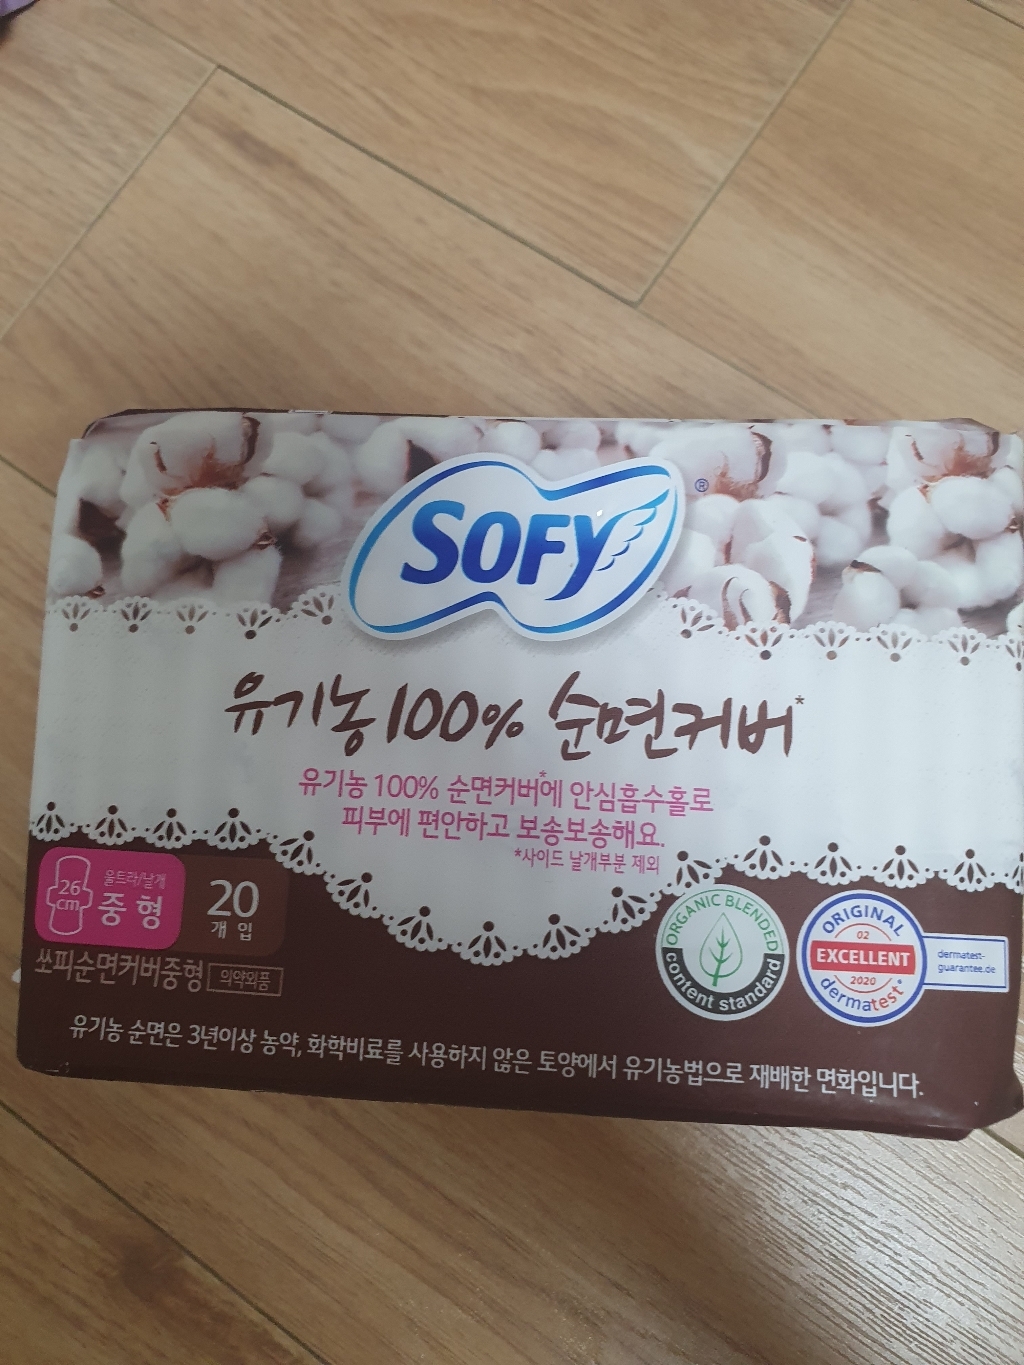 SOFY®
유기농 100% 순면커버*
유기농 100% 순면커버*에 안심흡수홀로
피부에 편안하고 보송보송해요.
*사이드 날개부분 제외
26
cm
울트라/날개
중형
20
개입
쏘피순면커버중형 의약외품
ORGANIC BLENDED
content standard
ORIGINAL
02
EXCELLENT
2020
dermatest®
dermatest-
guarantee.de
유기농 순면은 3년이상 농약, 화학비료를 사용하지 않은 토양에서 유기농법으로 재배한 면화입니다.